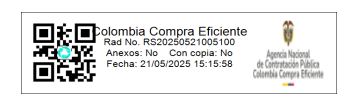 Colombia Compra Eficiente
Rad No. RS20250521005100
Anexos: No Con copia: No
Fecha: 21/05/2025 15:15:58
Agencia Nacional
de Contratación Pública
Colombia Compra Eficiente